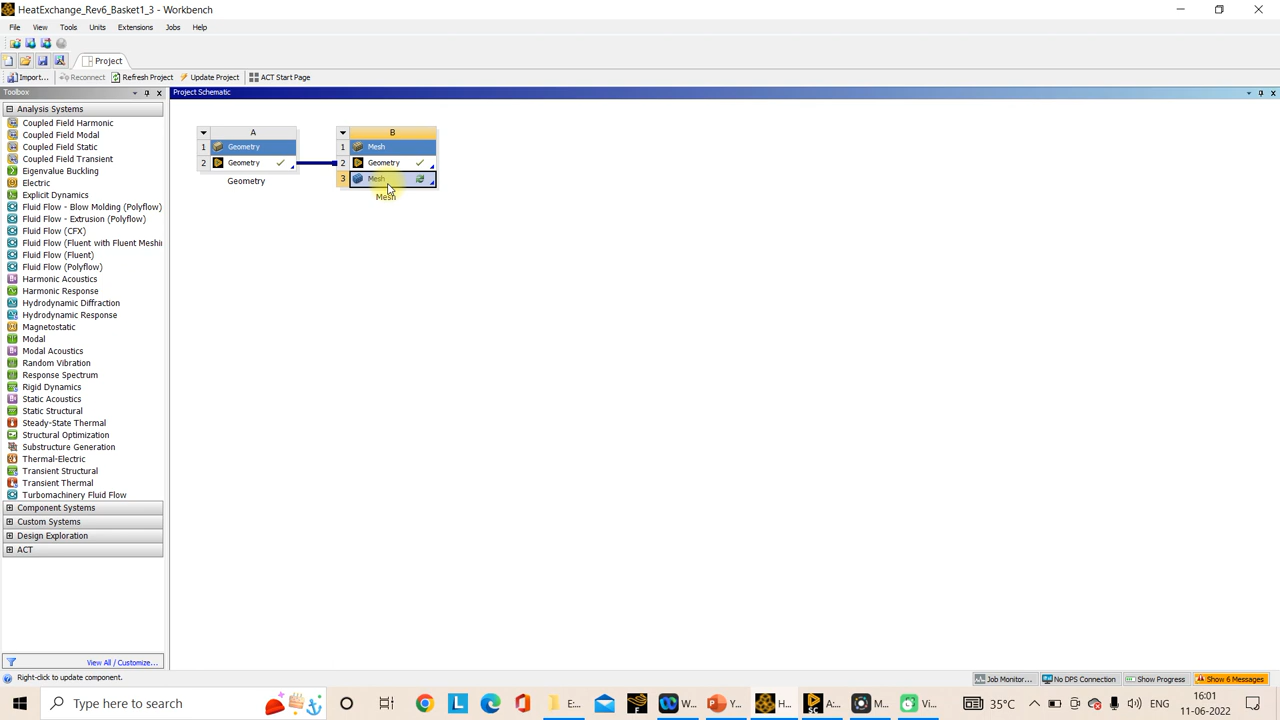 HeatExchange_Rev6_Basket1_3 - Workbench
File View Tools Units Extensions Jobs Help
Project
Import... Reconnect Refresh Project Update Project ACT Start Page
Toolbox
Project Schematic
Analysis Systems
Coupled Field Harmonic
Coupled Field Modal
Coupled Field Static
Coupled Field Transient
Eigenvalue Buckling
Electric
Explicit Dynamics
Fluid Flow - Blow Molding (Polyflow)
Fluid Flow - Extrusion (Polyflow)
Fluid Flow (CFX)
Fluid Flow (Fluent with Fluent Meshin
Fluid Flow (Fluent)
Fluid Flow (Polyflow)
Harmonic Acoustics
Harmonic Response
Hydrodynamic Diffraction
Hydrodynamic Response
Magnetostatic
Modal
Modal Acoustics
Random Vibration
Response Spectrum
Rigid Dynamics
Static Acoustics
Static Structural
Steady-State Thermal
Structural Optimization
Substructure Generation
Thermal-Electric
Transient Structural
Transient Thermal
Turbomachinery Fluid Flow
Component Systems
Custom Systems
Design Exploration
ACT
View All / Customize...
A
1 Geometry
2 Geometry
Geometry
B
1 Mesh
2 Geometry
3 Mesh
Mesh
Right-click to update component.
Job Monitor... No DPS Connection Show Progress Show 6 Messages
Type here to search
E... W... Y... H... A:... M... Vi...
35°C ENG
16:01
11-06-2022